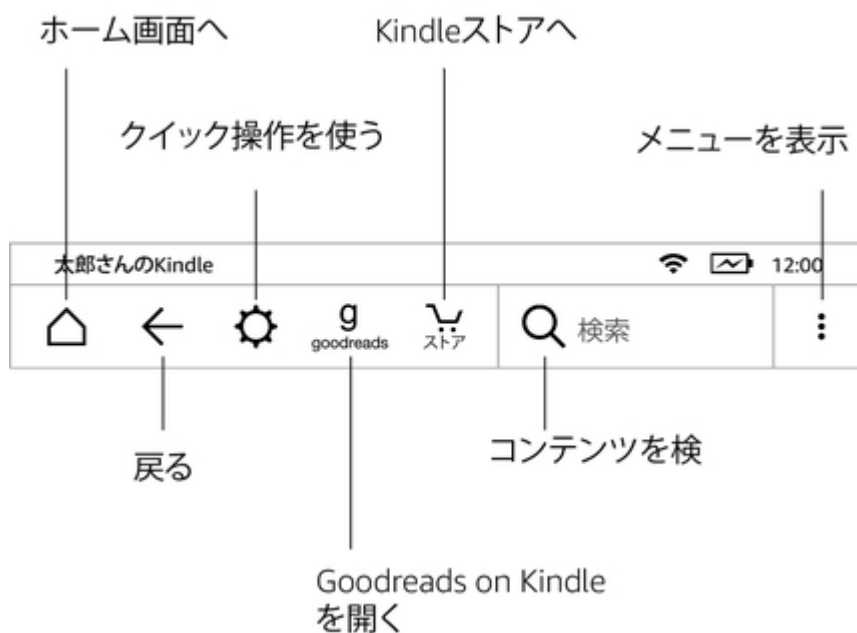 ホーム画面へ
Kindleストアへ
クイック操作を使う
メニューを表示
太郎さんのKindle
12:00
g
goodreads
ストア
検索
戻る
コンテンツを検
Goodreads on Kindle
を開く